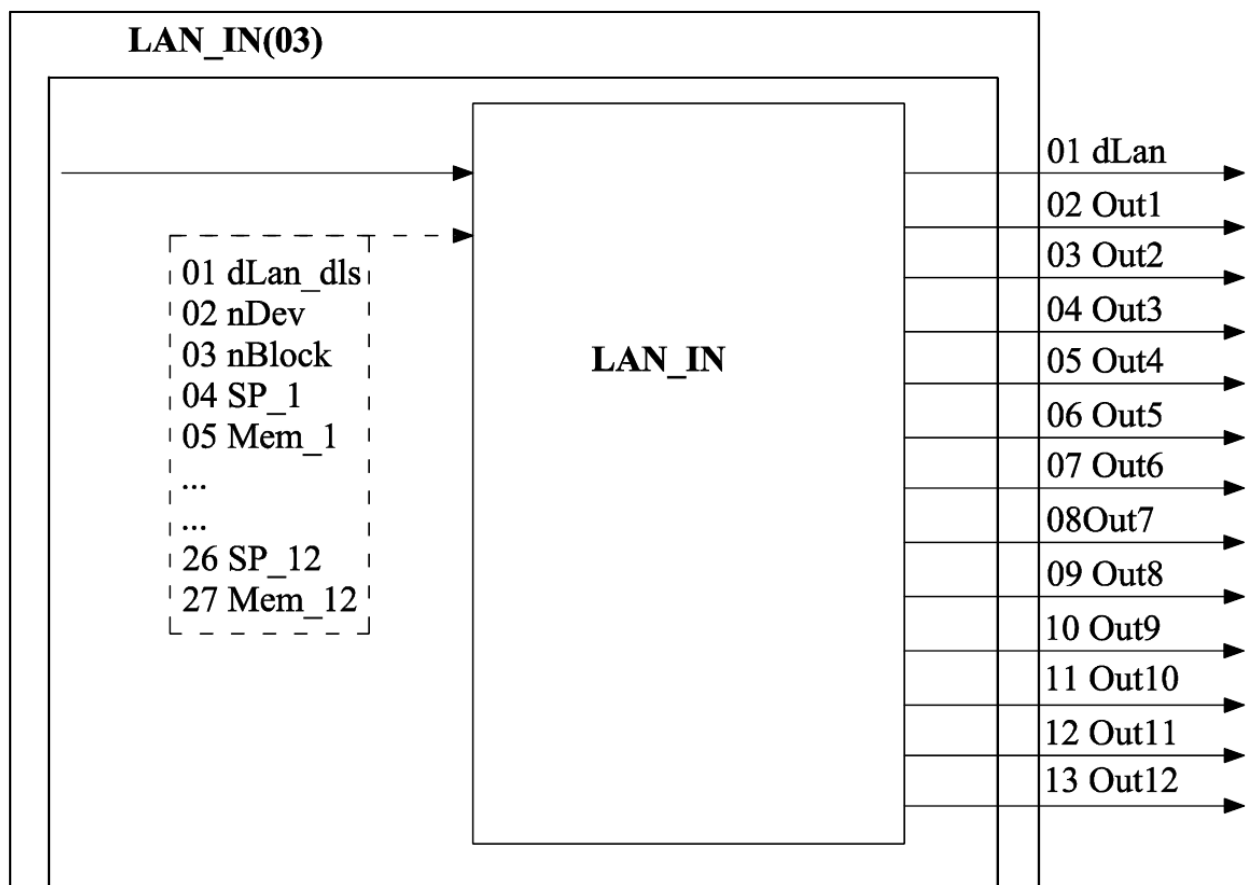 LAN_IN(03)
01 dLan_dls
02 nDev
03 nBlock
04 SP_1
05 Mem_1
...
...
26 SP_12
27 Mem_12
LAN_IN
01 dLan
02 Out1
03 Out2
04 Out3
05 Out4
06 Out5
07 Out6
08Out7
09 Out8
10 Out9
11 Out10
12 Out11
13 Out12